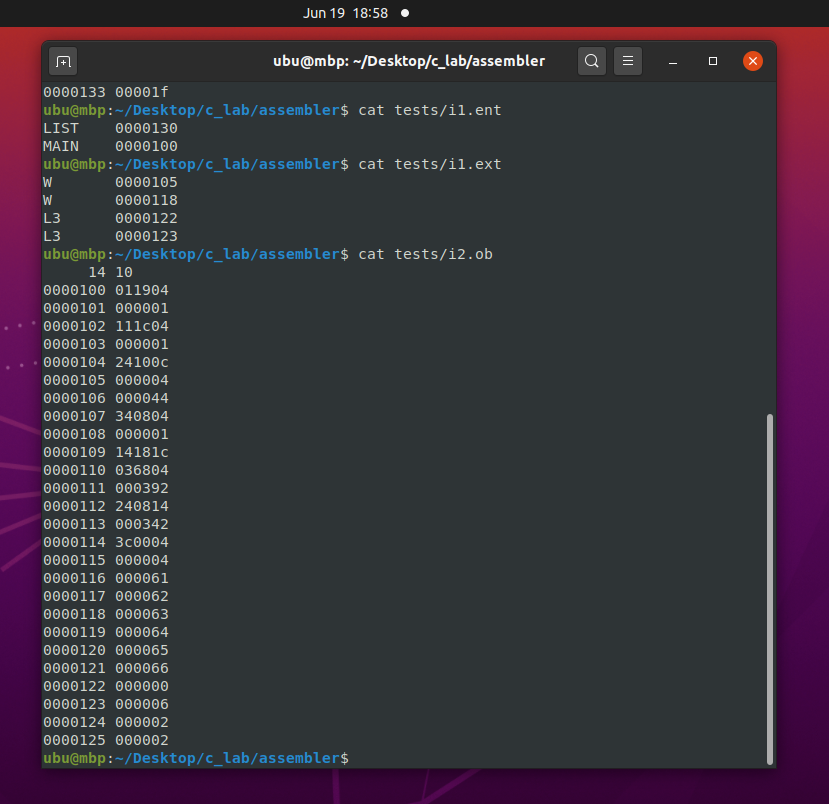 Jun 19 18:58
ubu@mbp: ~/Desktop/c_lab/assembler
0000133 00001f
ubu@mbp:~/Desktop/c_lab/assembler$ cat tests/i1.ent
LIST    0000130
MAIN    0000100
ubu@mbp:~/Desktop/c_lab/assembler$ cat tests/i1.ext
W       0000105
W       0000118
L3      0000122
L3      0000123
ubu@mbp:~/Desktop/c_lab/assembler$ cat tests/i2.ob
     14 10
0000100 011904
0000101 000001
0000102 111c04
0000103 000001
0000104 24100c
0000105 000004
0000106 000044
0000107 340804
0000108 000001
0000109 14181c
0000110 036804
0000111 000392
0000112 240814
0000113 000342
0000114 3c0004
0000115 000004
0000116 000061
0000117 000062
0000118 000063
0000119 000064
0000120 000065
0000121 000066
0000122 000000
0000123 000006
0000124 000002
0000125 000002
ubu@mbp:~/Desktop/c_lab/assembler$